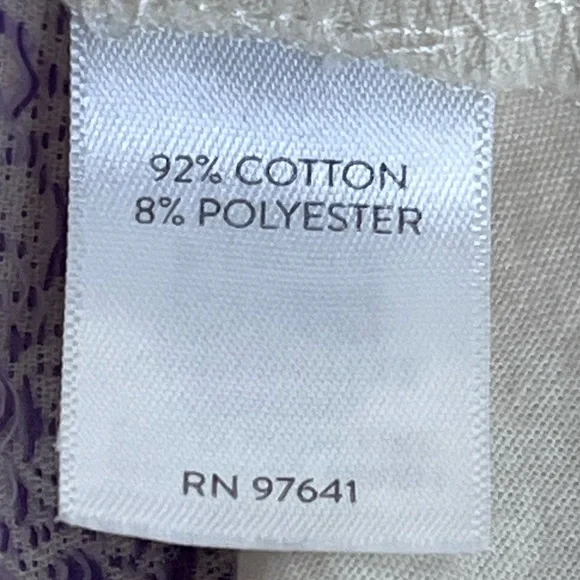 92% COTTON
8% POLYESTER
RN 97641